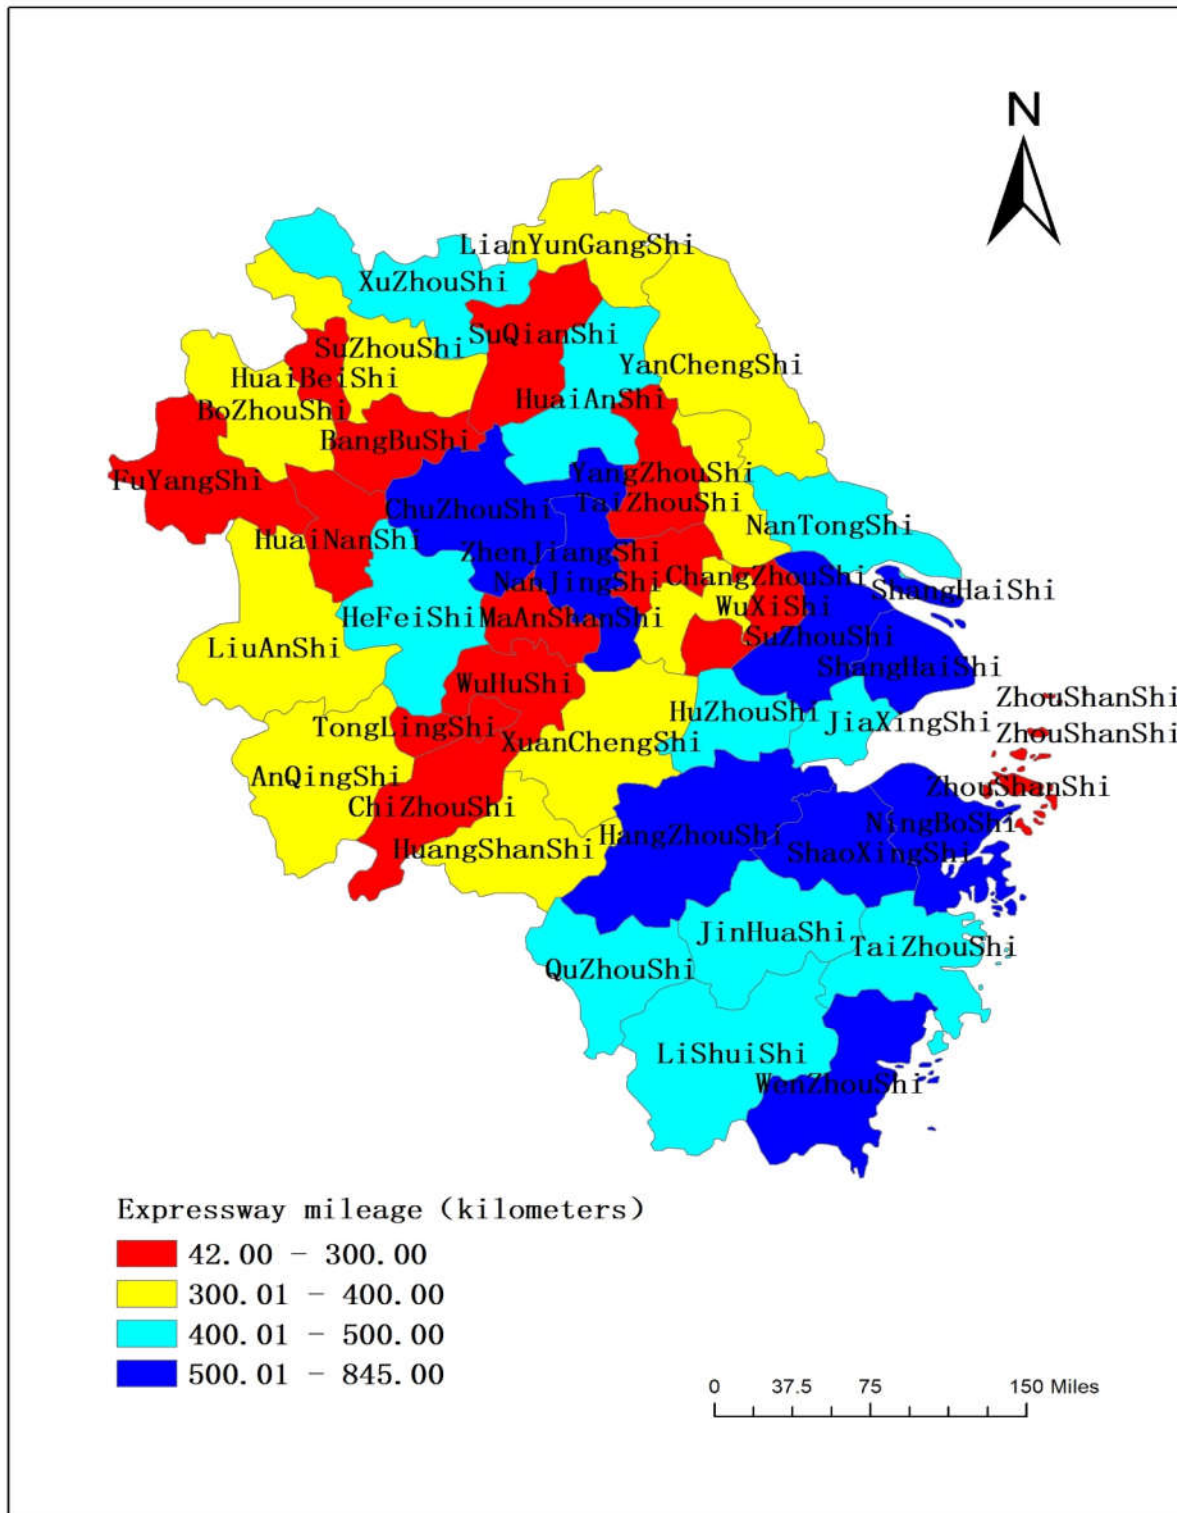 N
LianYunGangShi
XuZhouShi
SuQianShi
SuZhouShi
YanChengShi
HuaiBeiShi
HuaiAnShi
BoZhouShi
BangBuShi
YangZhouShi
FuYangShi
TaiZhouShi
ChuZhouShi
NanTongShi
HuaiNanShi
ZhenJiangShi
ChangZhouShi
NanJingShi
ShangHaiShi
WuXiShi
HeFeiShi
MaAnShanShi
SuZhouShi
LiuAnShi
ShangHaiShi
WuHuShi
ZhouShanShi
HuZhouShi
JiaXingShi
TongLingShi
ZhouShanShi
XuanChengShi
AnQingShi
ZhouShanShi
ChiZhouShi
NingBoShi
HangZhouShi
HuangShanShi
ShaoXingShi
JinHuaShi
TaiZhouShi
QuZhouShi
LiShuiShi
WenZhouShi
Expressway mileage（kilometers）
42.00 - 300.00
300.01 - 400.00
400.01 - 500.00
500.01 - 845.00
0 37.5 75 150 Miles